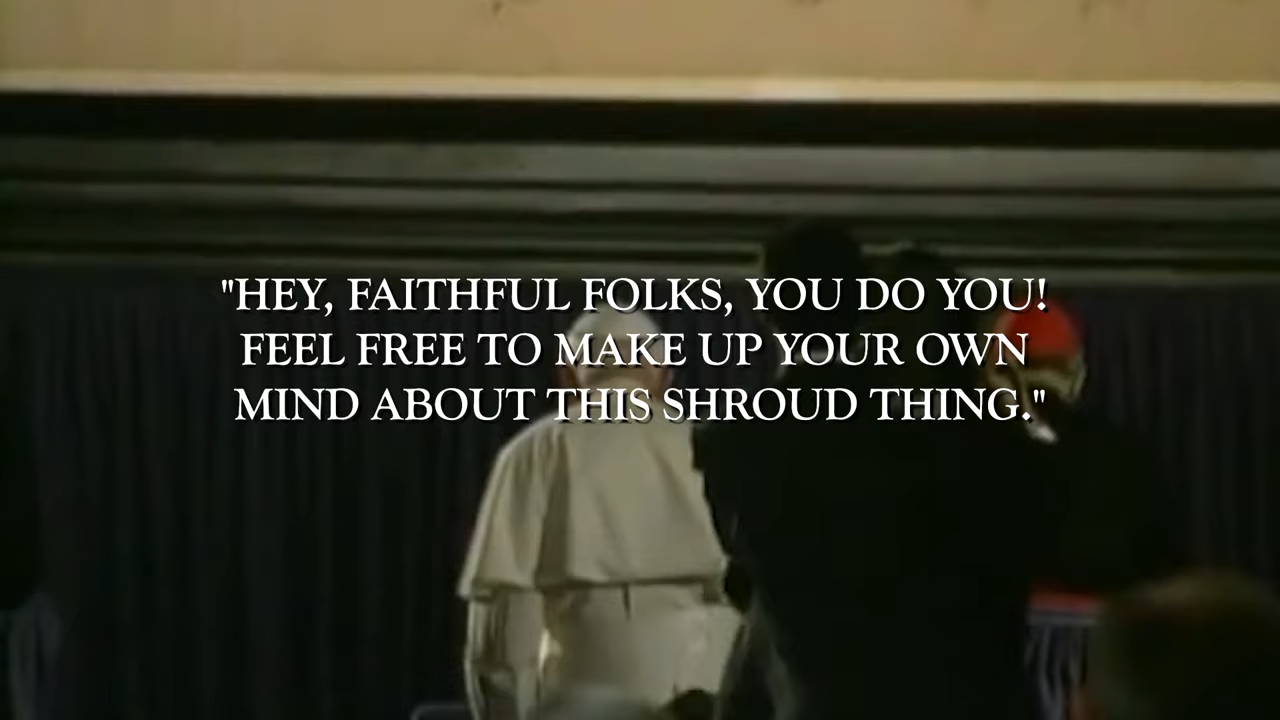 "HEY, FAITHFUL FOLKS, YOU DO YOU!
FEEL FREE TO MAKE UP YOUR OWN
MIND ABOUT THIS SHROUD THING."